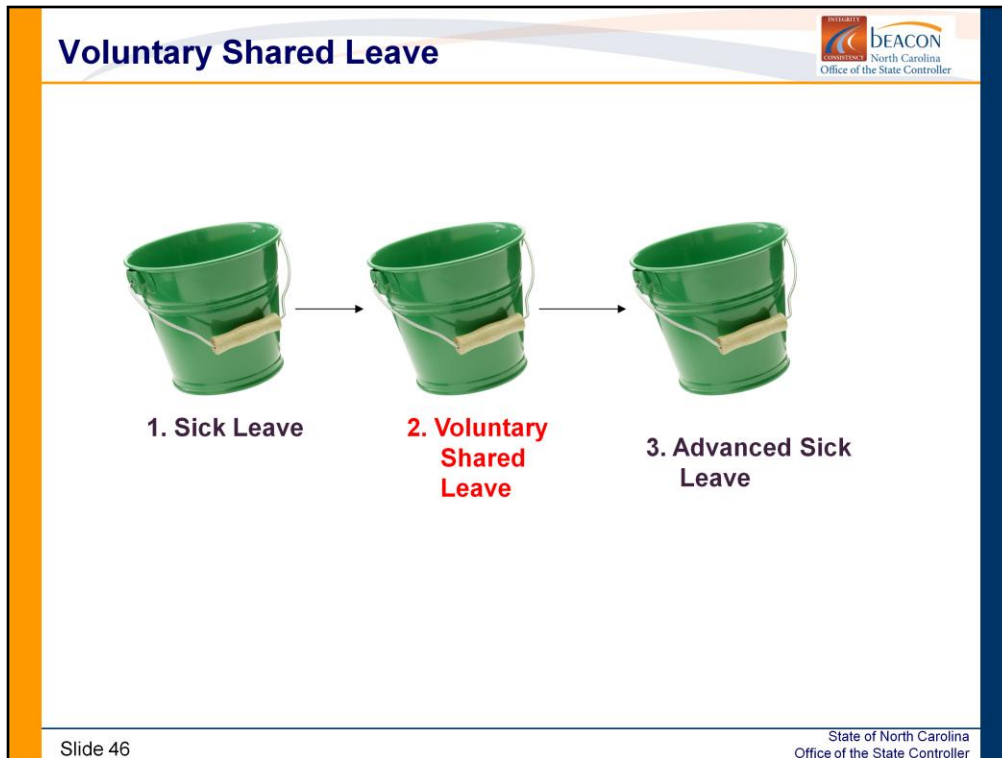 Voluntary Shared Leave
INTEGRITY
CONSISTENCY
bEACON
North Carolina
Office of the State Controller
1. Sick Leave
2. Voluntary
Shared
Leave
3. Advanced Sick
Leave
Slide 46
State of North Carolina
Office of the State Controller